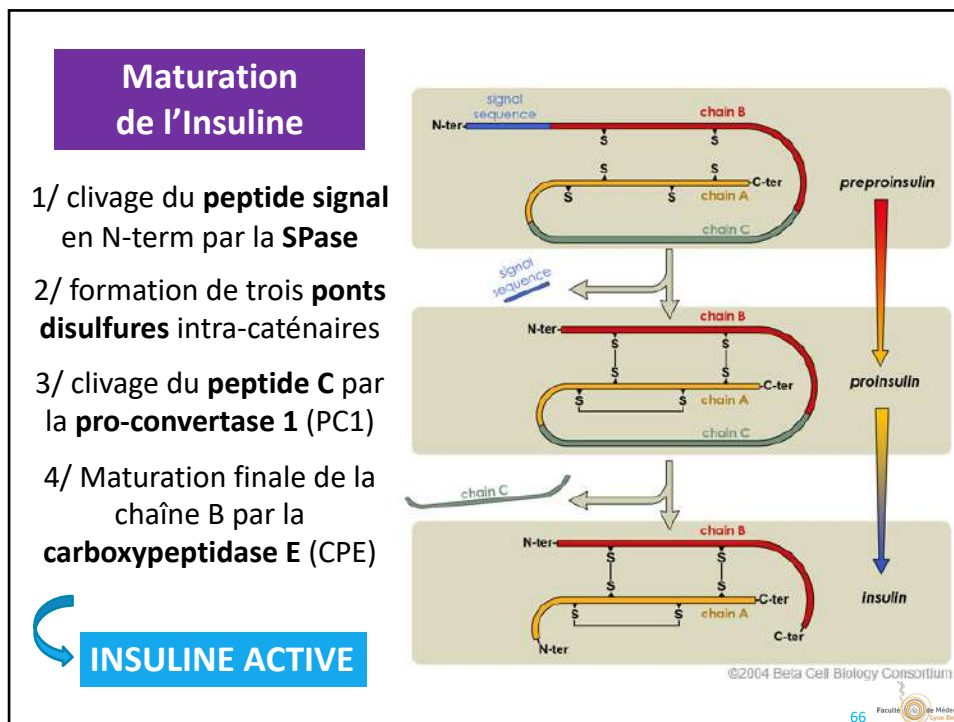 Maturation
de l'Insuline
1/ clivage du peptide signal
en N-term par la SPase
2/ formation de trois ponts
disulfures intra-caténaires
3/ clivage du peptide C par
la pro-convertase 1 (PC1)
4/ Maturation finale de la
chaîne B par la
carboxypeptidase E (CPE)
INSULINE ACTIVE
signal
sequence
chain B
N-ter
S
S
S
S
C-ter
S
S
chain A
chain C
preproinsulin
signal
sequence
chain B
N-ter
S
S
S
S
C-ter
S
S
chain A
chain C
proinsulin
chain C
chain B
N-ter
S
S
S
S
C-ter
S
S
chain A
N-ter
C-ter
insulin
©2004 Beta Cell Biology Consortium
66
Faculté de Médec